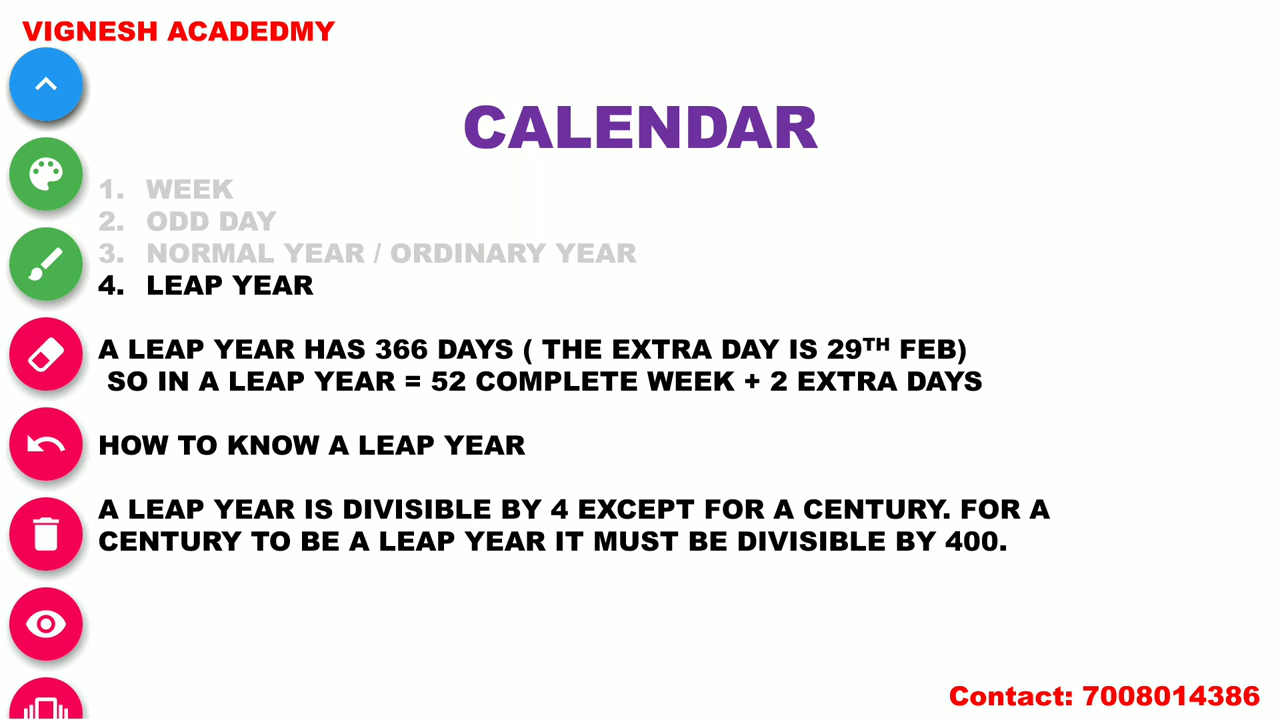 VIGNESH ACADEDMY
CALENDAR
1. WEEK
2. ODD DAY
3. NORMAL YEAR / ORDINARY YEAR
4. LEAP YEAR
A LEAP YEAR HAS 366 DAYS ( THE EXTRA DAY IS 29TH FEB)
SO IN A LEAP YEAR = 52 COMPLETE WEEK + 2 EXTRA DAYS
HOW TO KNOW A LEAP YEAR
A LEAP YEAR IS DIVISIBLE BY 4 EXCEPT FOR A CENTURY. FOR A
CENTURY TO BE A LEAP YEAR IT MUST BE DIVISIBLE BY 400.
Contact: 7008014386